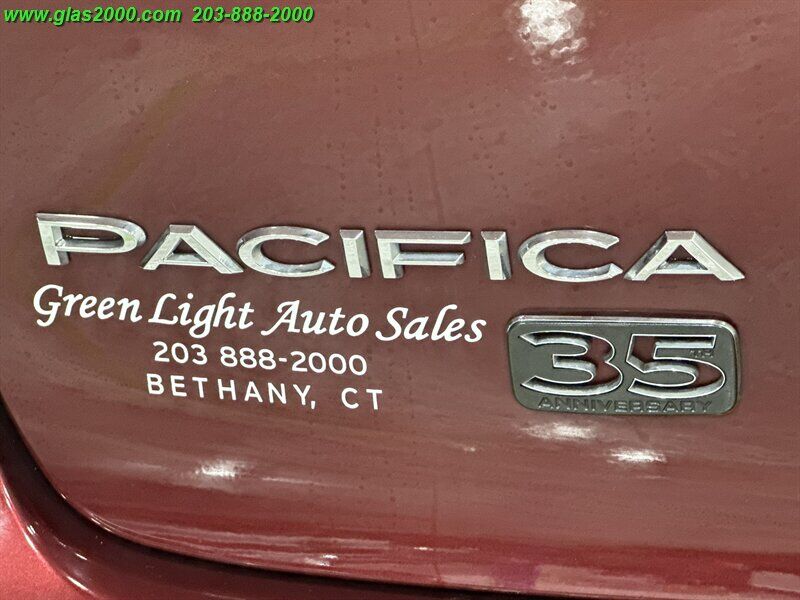 www.glas2000.com 203-888-2000
PACIFICA
Green Light Auto Sales
203 888-2000
BETHANY, CT
35TH
ANNIVERSARY